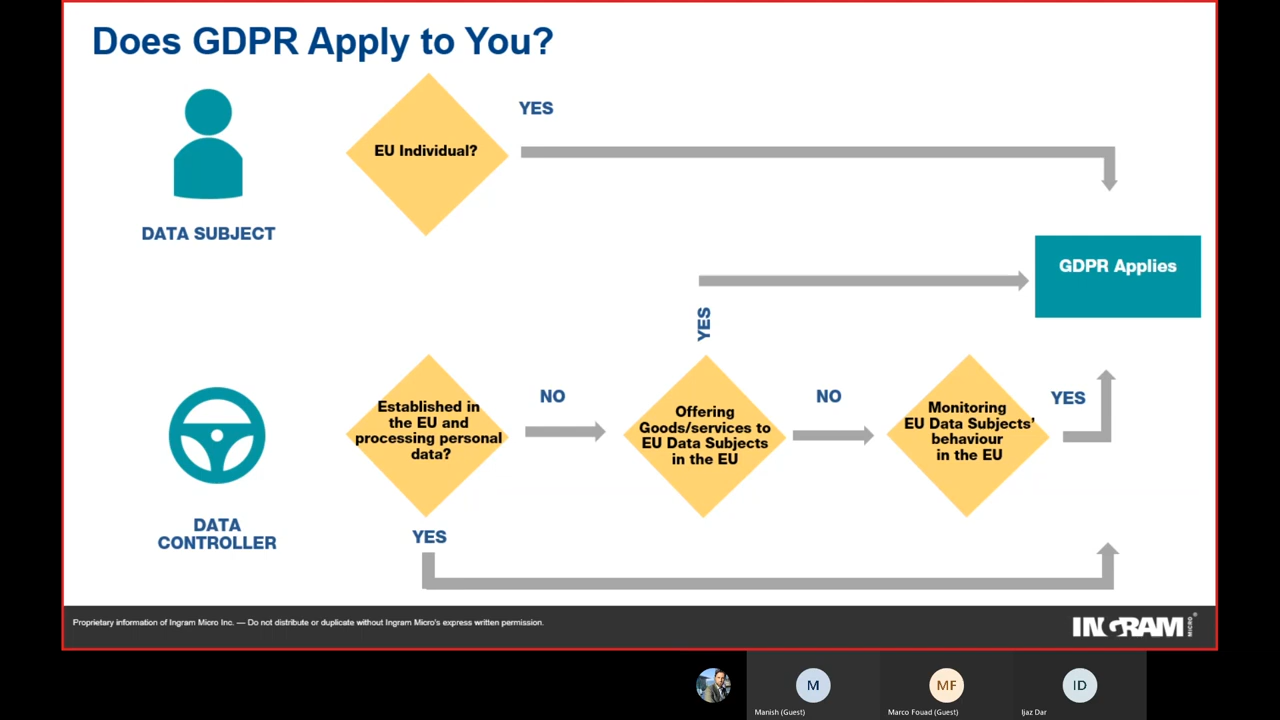 Does GDPR Apply to You?
YES
EU Individual?
DATA SUBJECT
GDPR Applies
YES
Established in
the EU and
processing personal
data?
NO
Offering
Goods/services to
EU Data Subjects
in the EU
NO
Monitoring
EU Data Subjects’
behaviour
in the EU
YES
DATA
CONTROLLER
YES
Proprietary information of Ingram Micro Inc. — Do not distribute or duplicate without Ingram Micro's express written permission.
INGRAM
MICRO
®
M
MF
ID
Manish (Guest)
Marco Fouad (Guest)
Ijaz Dar